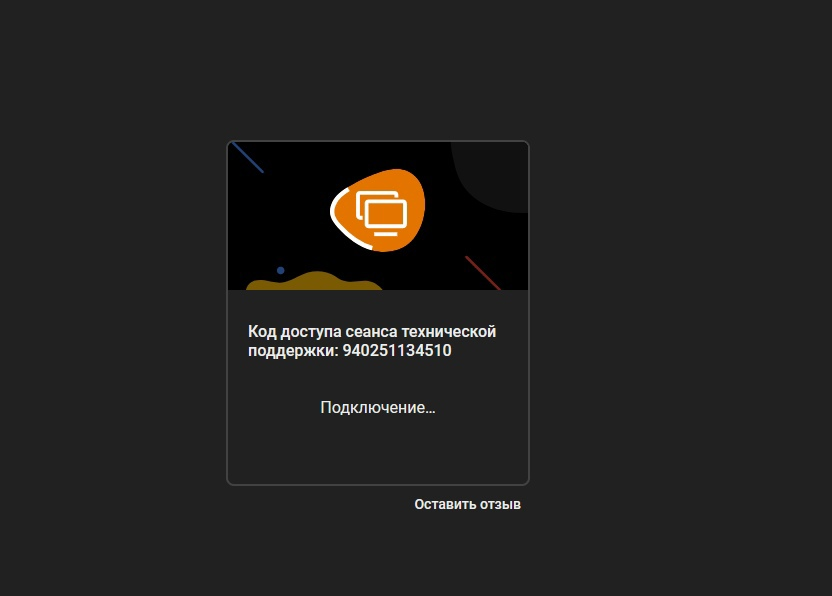 Код доступа сеанса технической
поддержки: 940251134510
Подключение...
Оставить отзыв